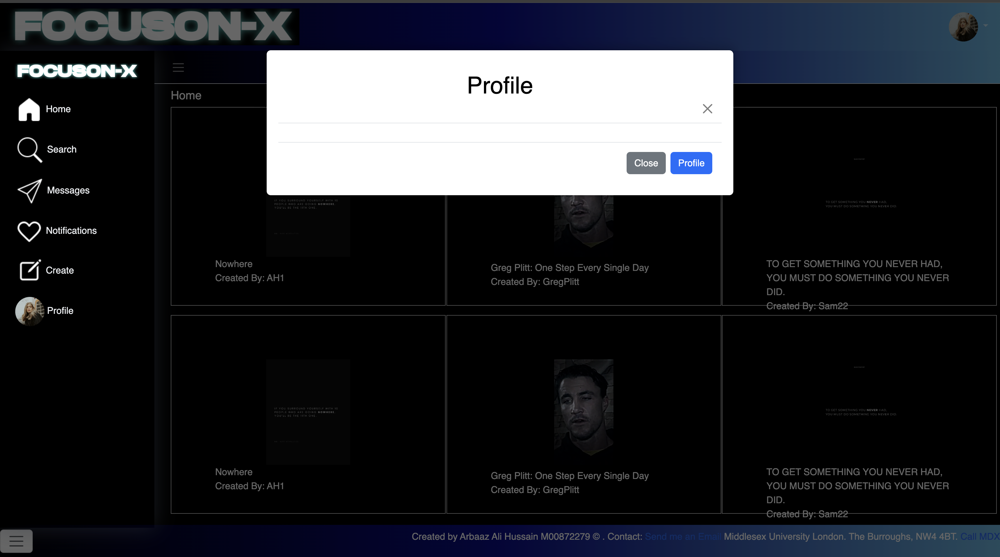 FOCUSON-X
FOCUSON-X
Home
Search
Messages
Notifications
Create
Profile
Home
Profile
Close
Profile
IF YOU SURROUND YOURSELF WITH 10
PEOPLE WHO ARE GOING NOWHERE.
YOU'LL BE THE 11TH ONE.
Nowhere
Created By: AH1
Greg Plitt: One Step Every Single Day
Created By: GregPlitt
TO GET SOMETHING YOU NEVER HAD,
YOU MUST DO SOMETHING YOU NEVER DID.
TO GET SOMETHING YOU NEVER HAD,
YOU MUST DO SOMETHING YOU NEVER
DID.
Created By: Sam22
IF YOU SURROUND YOURSELF WITH 10
PEOPLE WHO ARE GOING NOWHERE.
YOU'LL BE THE 11TH ONE.
Nowhere
Created By: AH1
Greg Plitt: One Step Every Single Day
Created By: GregPlitt
TO GET SOMETHING YOU NEVER HAD,
YOU MUST DO SOMETHING YOU NEVER DID.
TO GET SOMETHING YOU NEVER HAD,
YOU MUST DO SOMETHING YOU NEVER
DID.
Created By: Sam22
Created by Arbaaz Ali Hussain M00872279 © . Contact: Send me an Email Middlesex University London. The Burroughs, NW4 4BT. Call MDX